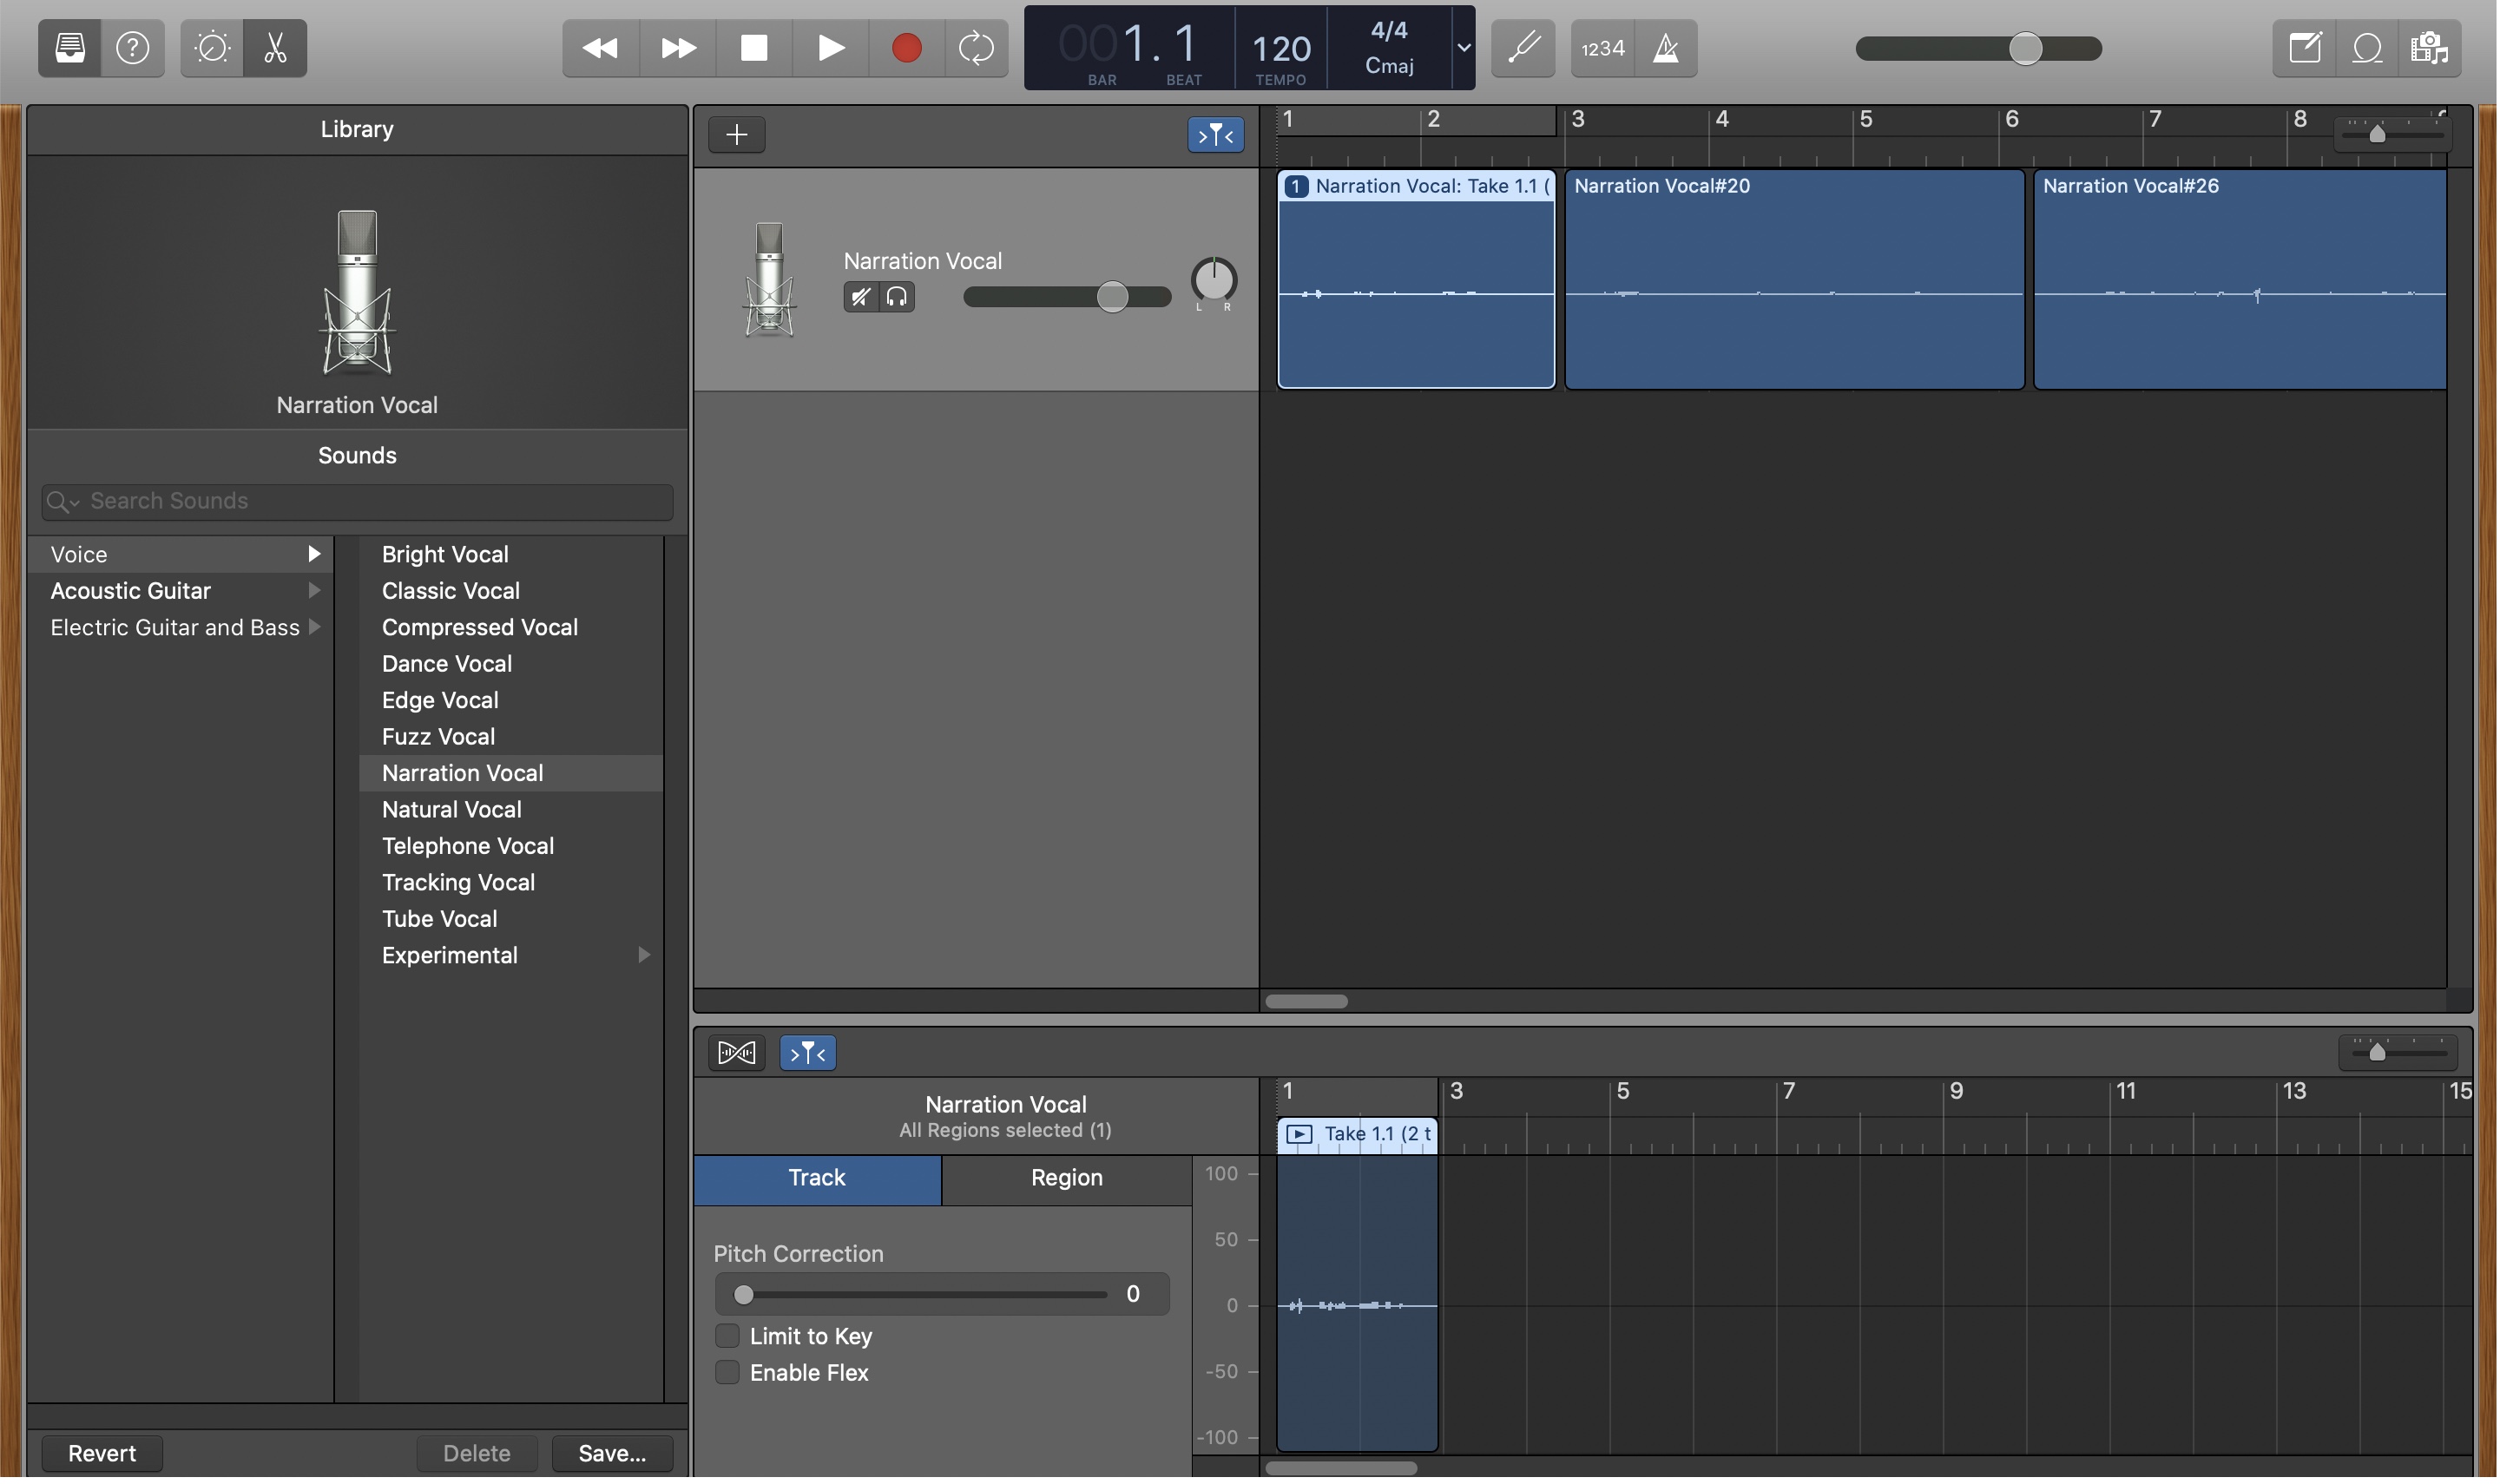 001. 1
BAR BEAT
120
TEMPO
4/4
Cmaj
1234
Library
Narration Vocal
Sounds
Search Sounds
Voice
Acoustic Guitar
Electric Guitar and Bass
Bright Vocal
Classic Vocal
Compressed Vocal
Dance Vocal
Edge Vocal
Fuzz Vocal
Narration Vocal
Natural Vocal
Telephone Vocal
Tracking Vocal
Tube Vocal
Experimental
Revert
Delete
Save...
1 2 3 4 5 6 7 8
Narration Vocal
L R
1 Narration Vocal: Take 1.1 (
Narration Vocal#20
Narration Vocal#26
Narration Vocal
All Regions selected (1)
Track
Region
Pitch Correction
0
Limit to Key
Enable Flex
1 3 5 7 9 11 13 15
Take 1.1 (2 t
100
50
0
-50
-100